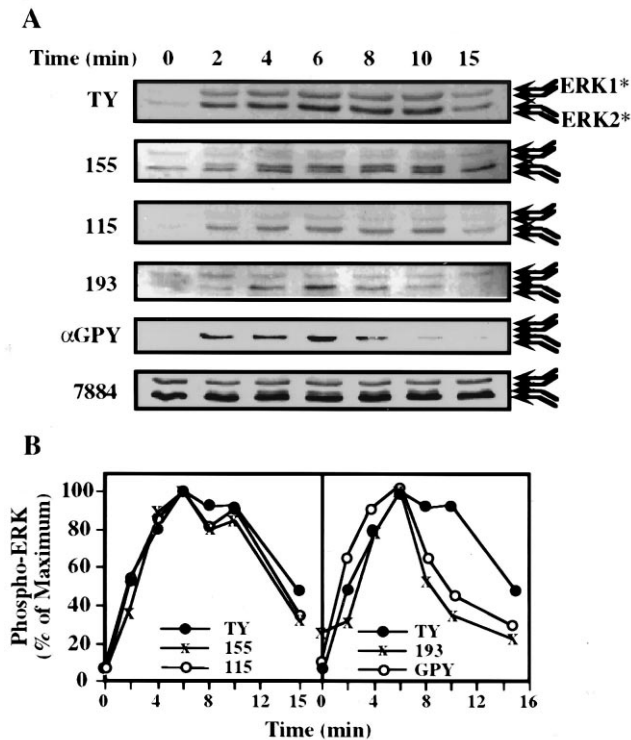 A
Time (min) 0 2 4 6 8 10 15
TY
ERK1*
ERK2*
155
115
193
αGPY
7884
B
Phospho-ERK
(% of Maximum)
100
80
60
40
20
0
TY
155
115
TY
193
GPY
0 4 8 12 15 0 4 8 12 16
Time (min)